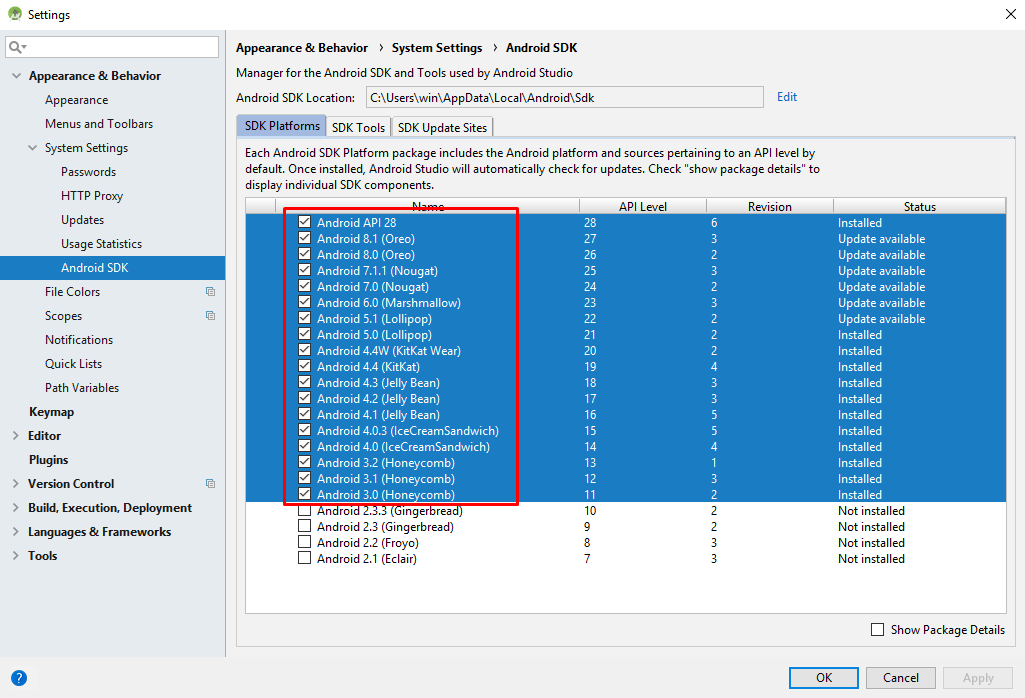 Settings
Appearance & Behavior
Appearance
Menus and Toolbars
System Settings
Passwords
HTTP Proxy
Updates
Usage Statistics
Android SDK
File Colors
Scopes
Notifications
Quick Lists
Path Variables
Keymap
Editor
Plugins
Version Control
Build, Execution, Deployment
Languages & Frameworks
Tools
Appearance & Behavior › System Settings › Android SDK
Manager for the Android SDK and Tools used by Android Studio
Android SDK Location: C:\Users\win\AppData\Local\Android\Sdk Edit
SDK Platforms SDK Tools SDK Update Sites
Each Android SDK Platform package includes the Android platform and sources pertaining to an API level by
default. Once installed, Android Studio will automatically check for updates. Check "show package details" to
display individual SDK components.
Name API Level Revision Status
Android API 28 28 6 Installed
Android 8.1 (Oreo) 27 3 Update available
Android 8.0 (Oreo) 26 2 Update available
Android 7.1.1 (Nougat) 25 3 Update available
Android 7.0 (Nougat) 24 2 Update available
Android 6.0 (Marshmallow) 23 3 Update available
Android 5.1 (Lollipop) 22 2 Update available
Android 5.0 (Lollipop) 21 2 Installed
Android 4.4W (KitKat Wear) 20 2 Installed
Android 4.4 (KitKat) 19 4 Installed
Android 4.3 (Jelly Bean) 18 3 Installed
Android 4.2 (Jelly Bean) 17 3 Installed
Android 4.1 (Jelly Bean) 16 5 Installed
Android 4.0.3 (IceCreamSandwich) 15 5 Installed
Android 4.0 (IceCreamSandwich) 14 4 Installed
Android 3.2 (Honeycomb) 13 1 Installed
Android 3.1 (Honeycomb) 12 3 Installed
Android 3.0 (Honeycomb) 11 2 Installed
Android 2.3.3 (Gingerbread) 10 2 Not installed
Android 2.3 (Gingerbread) 9 2 Not installed
Android 2.2 (Froyo) 8 3 Not installed
Android 2.1 (Eclair) 7 3 Not installed
Show Package Details
? OK Cancel Apply